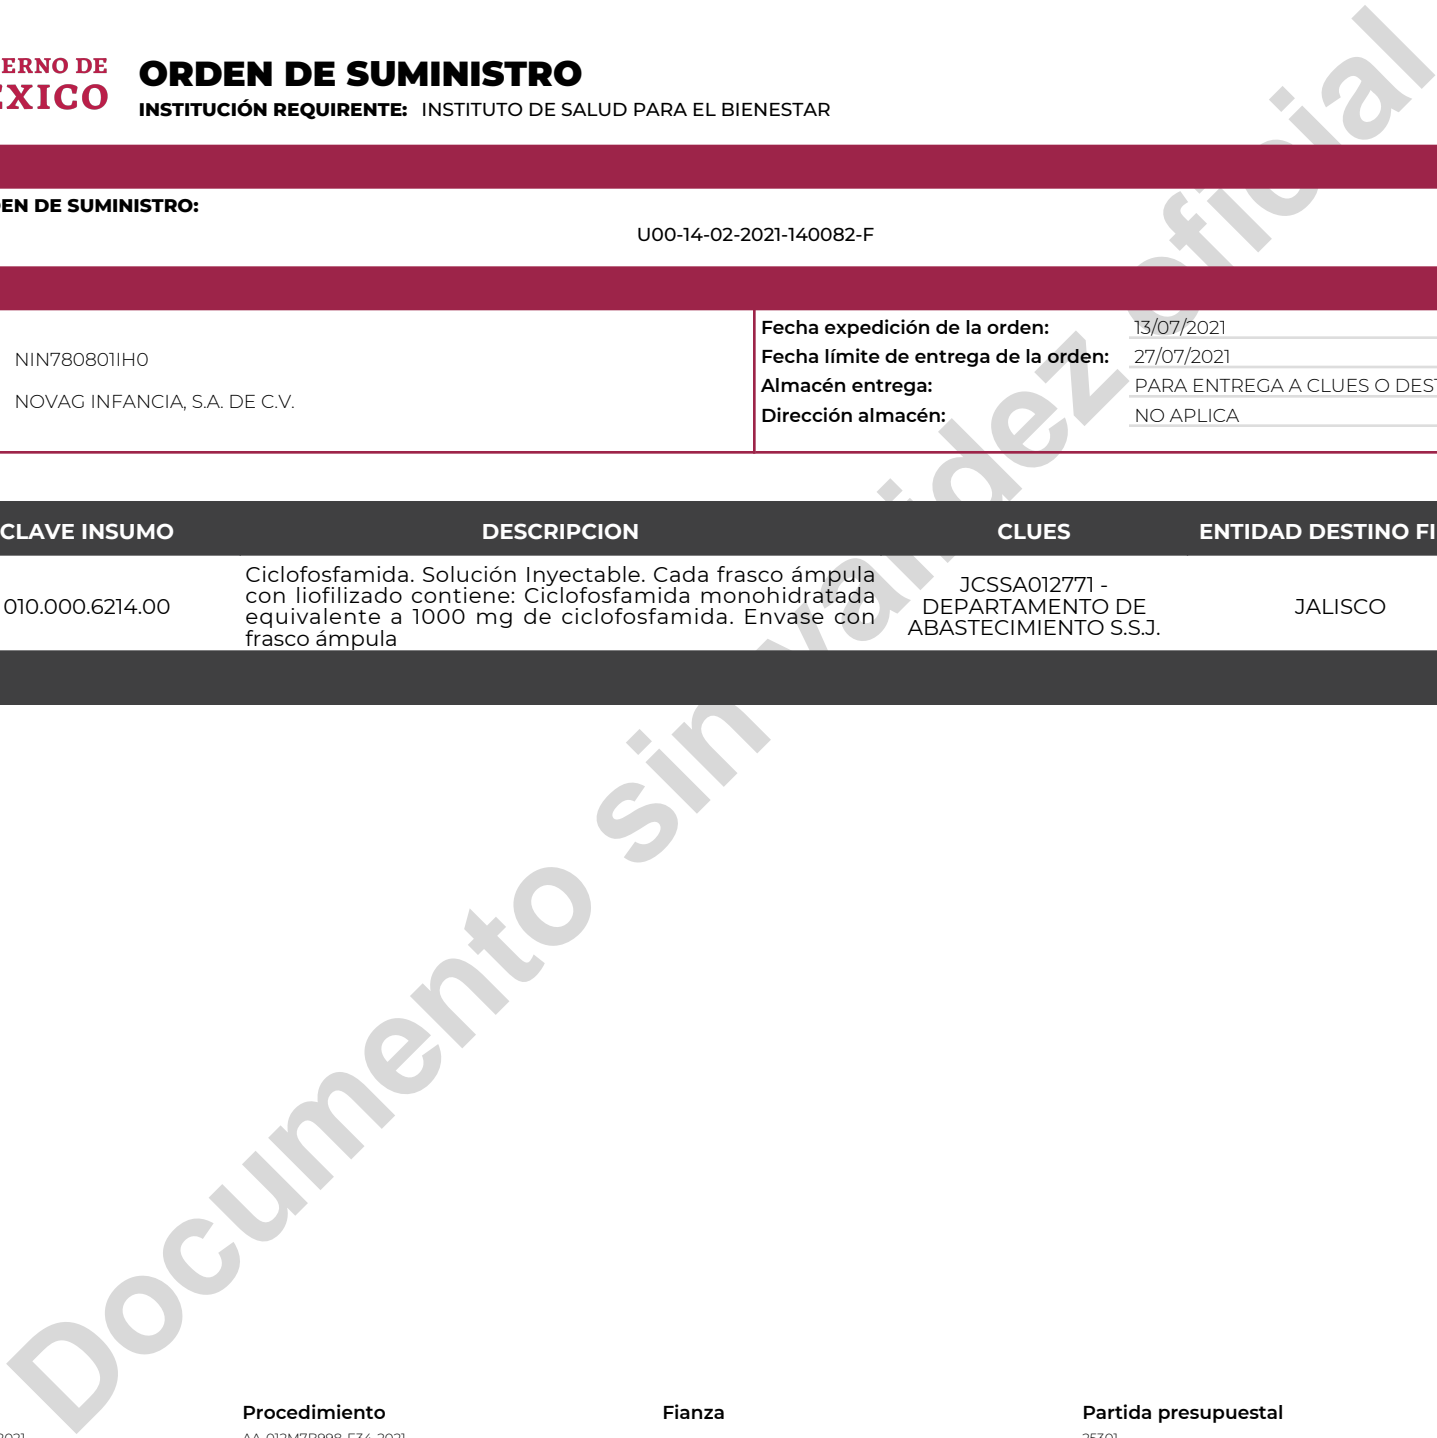 ERNO DE
EXICO
ORDEN DE SUMINISTRO
INSTITUCIÓN REQUIRENTE: INSTITUTO DE SALUD PARA EL BIENESTAR
EN DE SUMINISTRO:
U00-14-02-2021-140082-F
NIN780801IH0
NOVAG INFANCIA, S.A. DE C.V.
Fecha expedición de la orden: 13/07/2021
Fecha límite de entrega de la orden: 27/07/2021
Almacén entrega: PARA ENTREGA A CLUES O DEST
Dirección almacén: NO APLICA
CLAVE INSUMO DESCRIPCION CLUES ENTIDAD DESTINO FI
010.000.6214.00
Ciclofosfamida. Solución Inyectable. Cada frasco ámpula
con liofilizado contiene: Ciclofosfamida monohidratada
equivalente a 1000 mg de ciclofosfamida. Envase con
frasco ámpula
JCSSA012771 -
DEPARTAMENTO DE
ABASTECIMIENTO S.S.J.
JALISCO
Documento sin validez oficial
Procedimiento Fianza Partida presupuestal